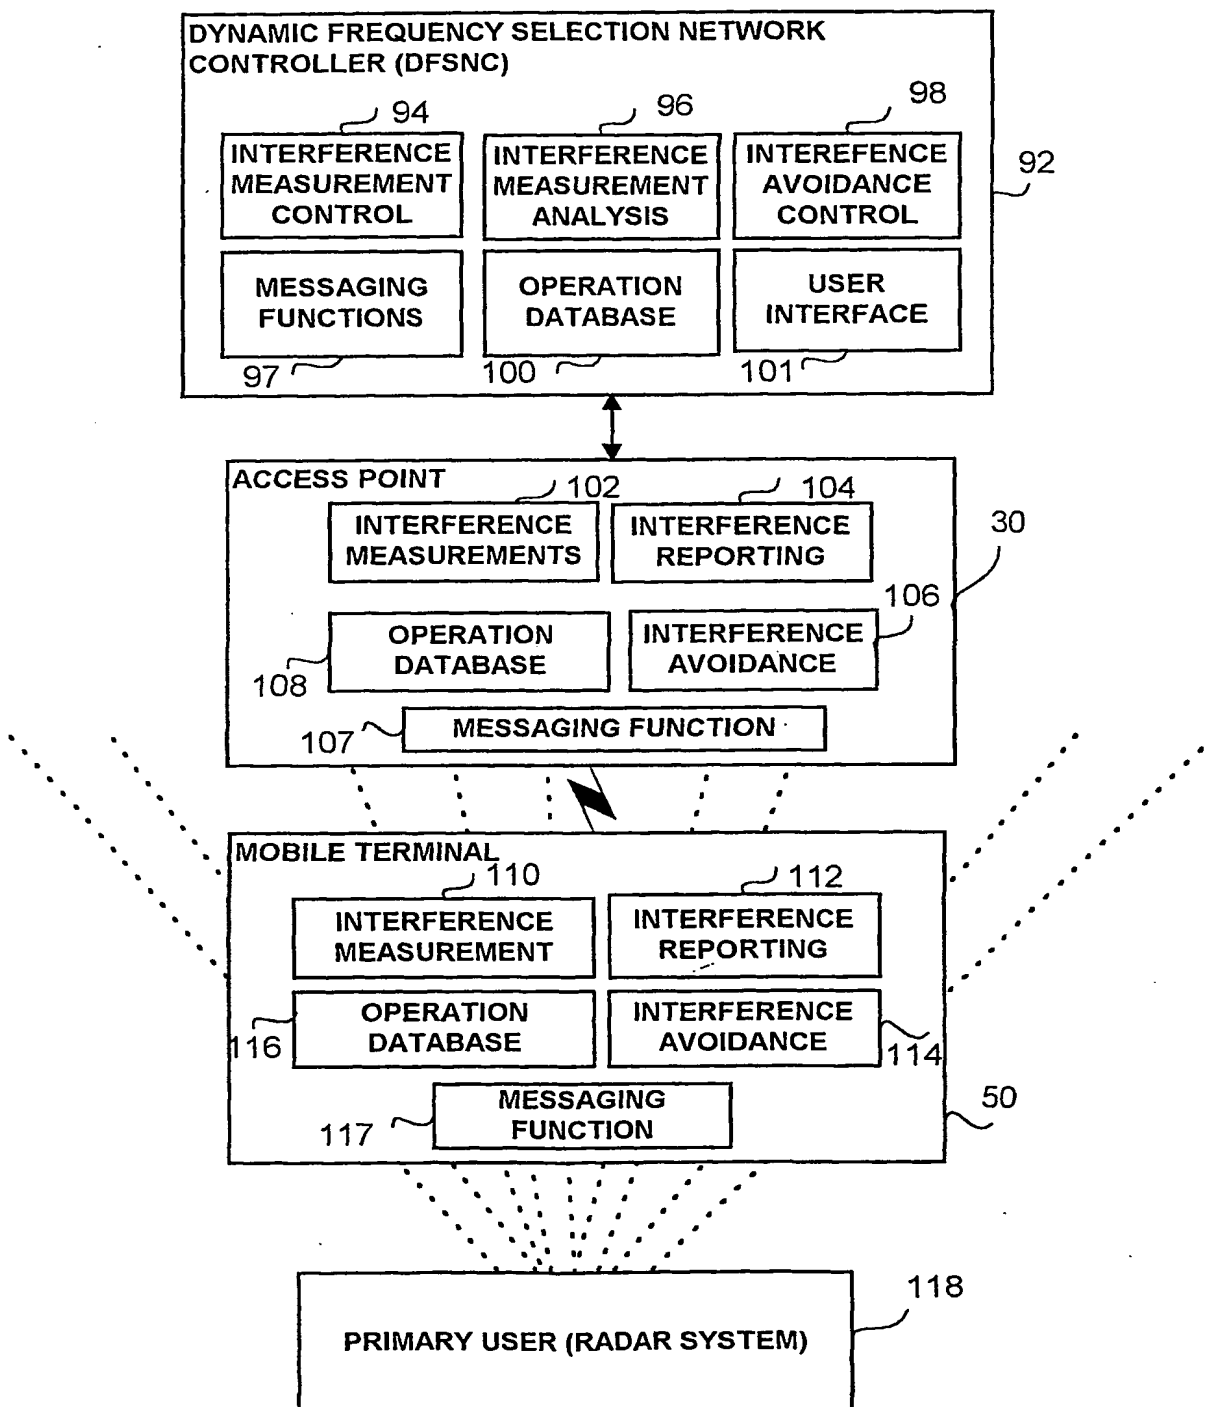 DYNAMIC FREQUENCY SELECTION NETWORK
CONTROLLER (DFSNC)
94
96
98
INTERFERENCE
MEASUREMENT
CONTROL
INTERFERENCE
MEASUREMENT
ANALYSIS
INTEREFENCE
AVOIDANCE
CONTROL
92
MESSAGING
FUNCTIONS
OPERATION
DATABASE
USER
INTERFACE
97
100
101
ACCESS POINT
102
104
INTERFERENCE
MEASUREMENTS
INTERFERENCE
REPORTING
30
106
OPERATION
DATABASE
INTERFERENCE
AVOIDANCE
108
MESSAGING FUNCTION
107
MOBILE TERMINAL
110
112
INTERFERENCE
MEASUREMENT
INTERFERENCE
REPORTING
OPERATION
DATABASE
INTERFERENCE
AVOIDANCE
116
114
MESSAGING
FUNCTION
117
50
118
PRIMARY USER (RADAR SYSTEM)